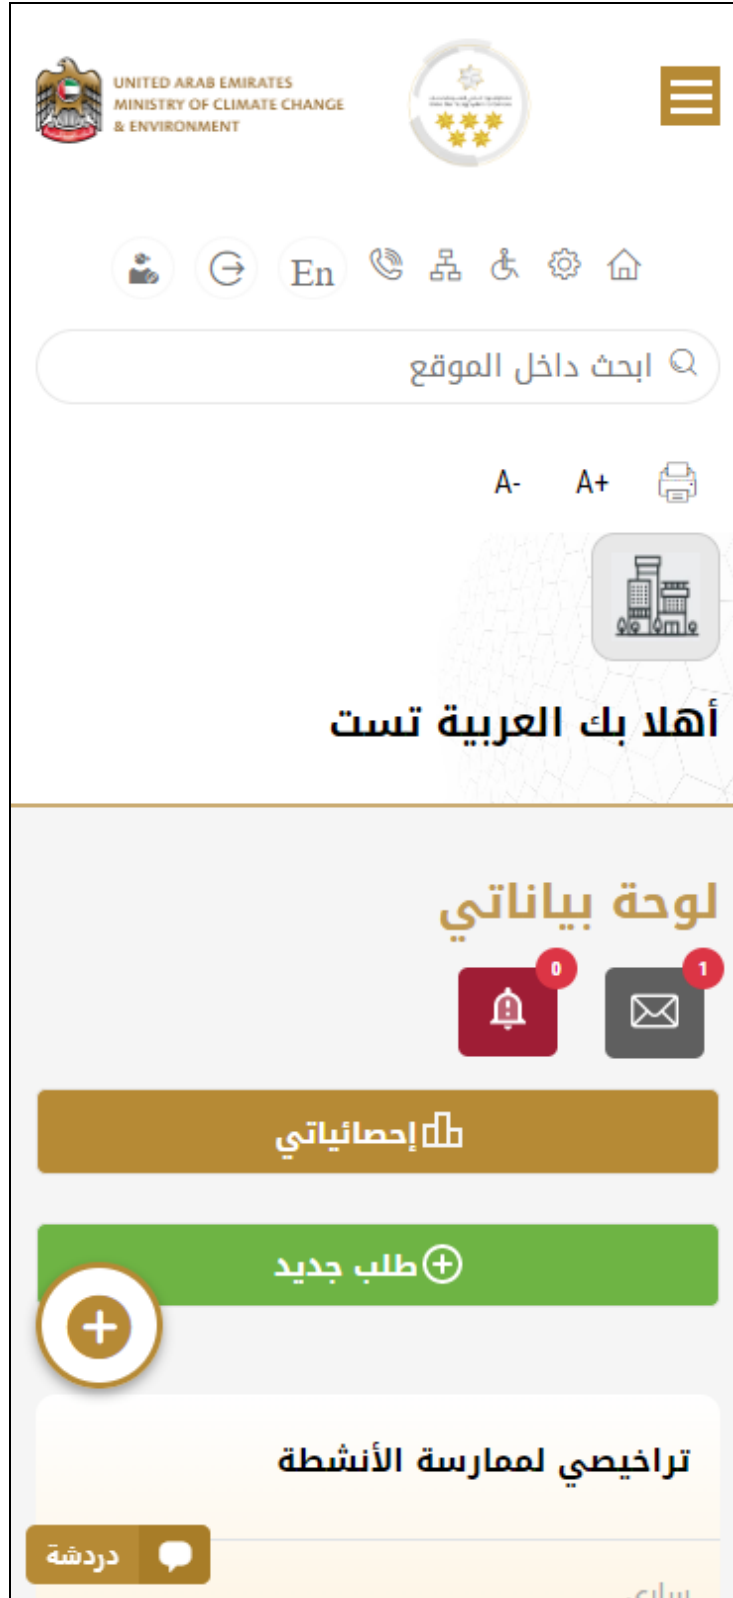 UNITED ARAB EMIRATES
MINISTRY OF CLIMATE CHANGE
& ENVIRONMENT
En
ابحث داخل الموقع
A+ A-
أهلا بك العربية تست
لوحة بياناتي
1 0
إحصائياتي
طلب جديد
تراخيصي لممارسة الأنشطة
دردشة